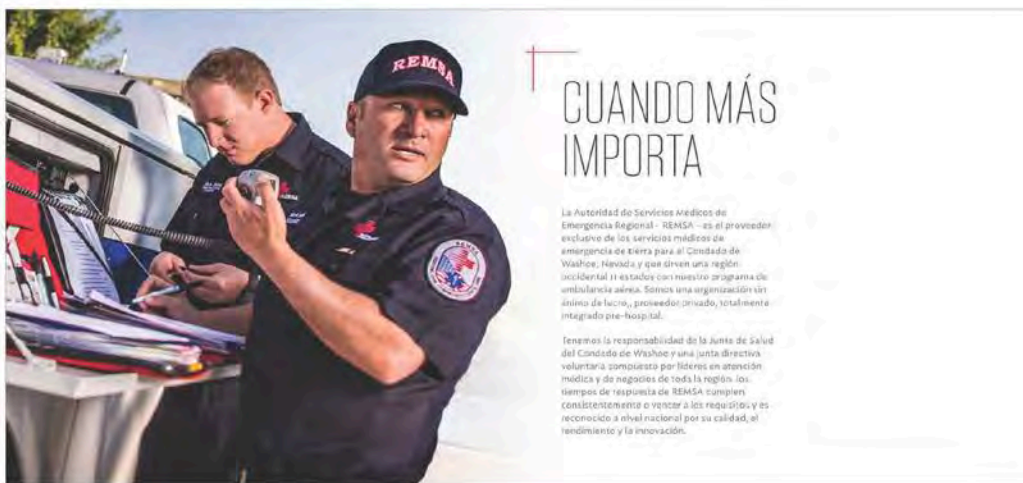 REMSA
REMSA
CUANDO MÁS
IMPORTA
La Autoridad de Servicios Médicos de
Emergencia Regional - REMSA - es el proveedor
exclusivo de los servicios médicos de
emergencia de tierra para el Condado de
Washoe, Nevada y que sirven una región
occidental 11 estados con nuestro programa de
ambulancia aérea. Somos una organización sin
ánimo de lucro,, proveedor privado, totalmente
integrado pre-hospital.
Tenemos la responsabilidad de la Junta de Salud
del Condado de Washoe y una junta directiva
voluntaria compuesto por líderes en atención
médica y de negocios de toda la región. los
tiempos de respuesta de REMSA cumplen
consistentemente o vencer a los requisitos y es
reconocido a nivel nacional por su calidad, el
rendimiento y la innovación.